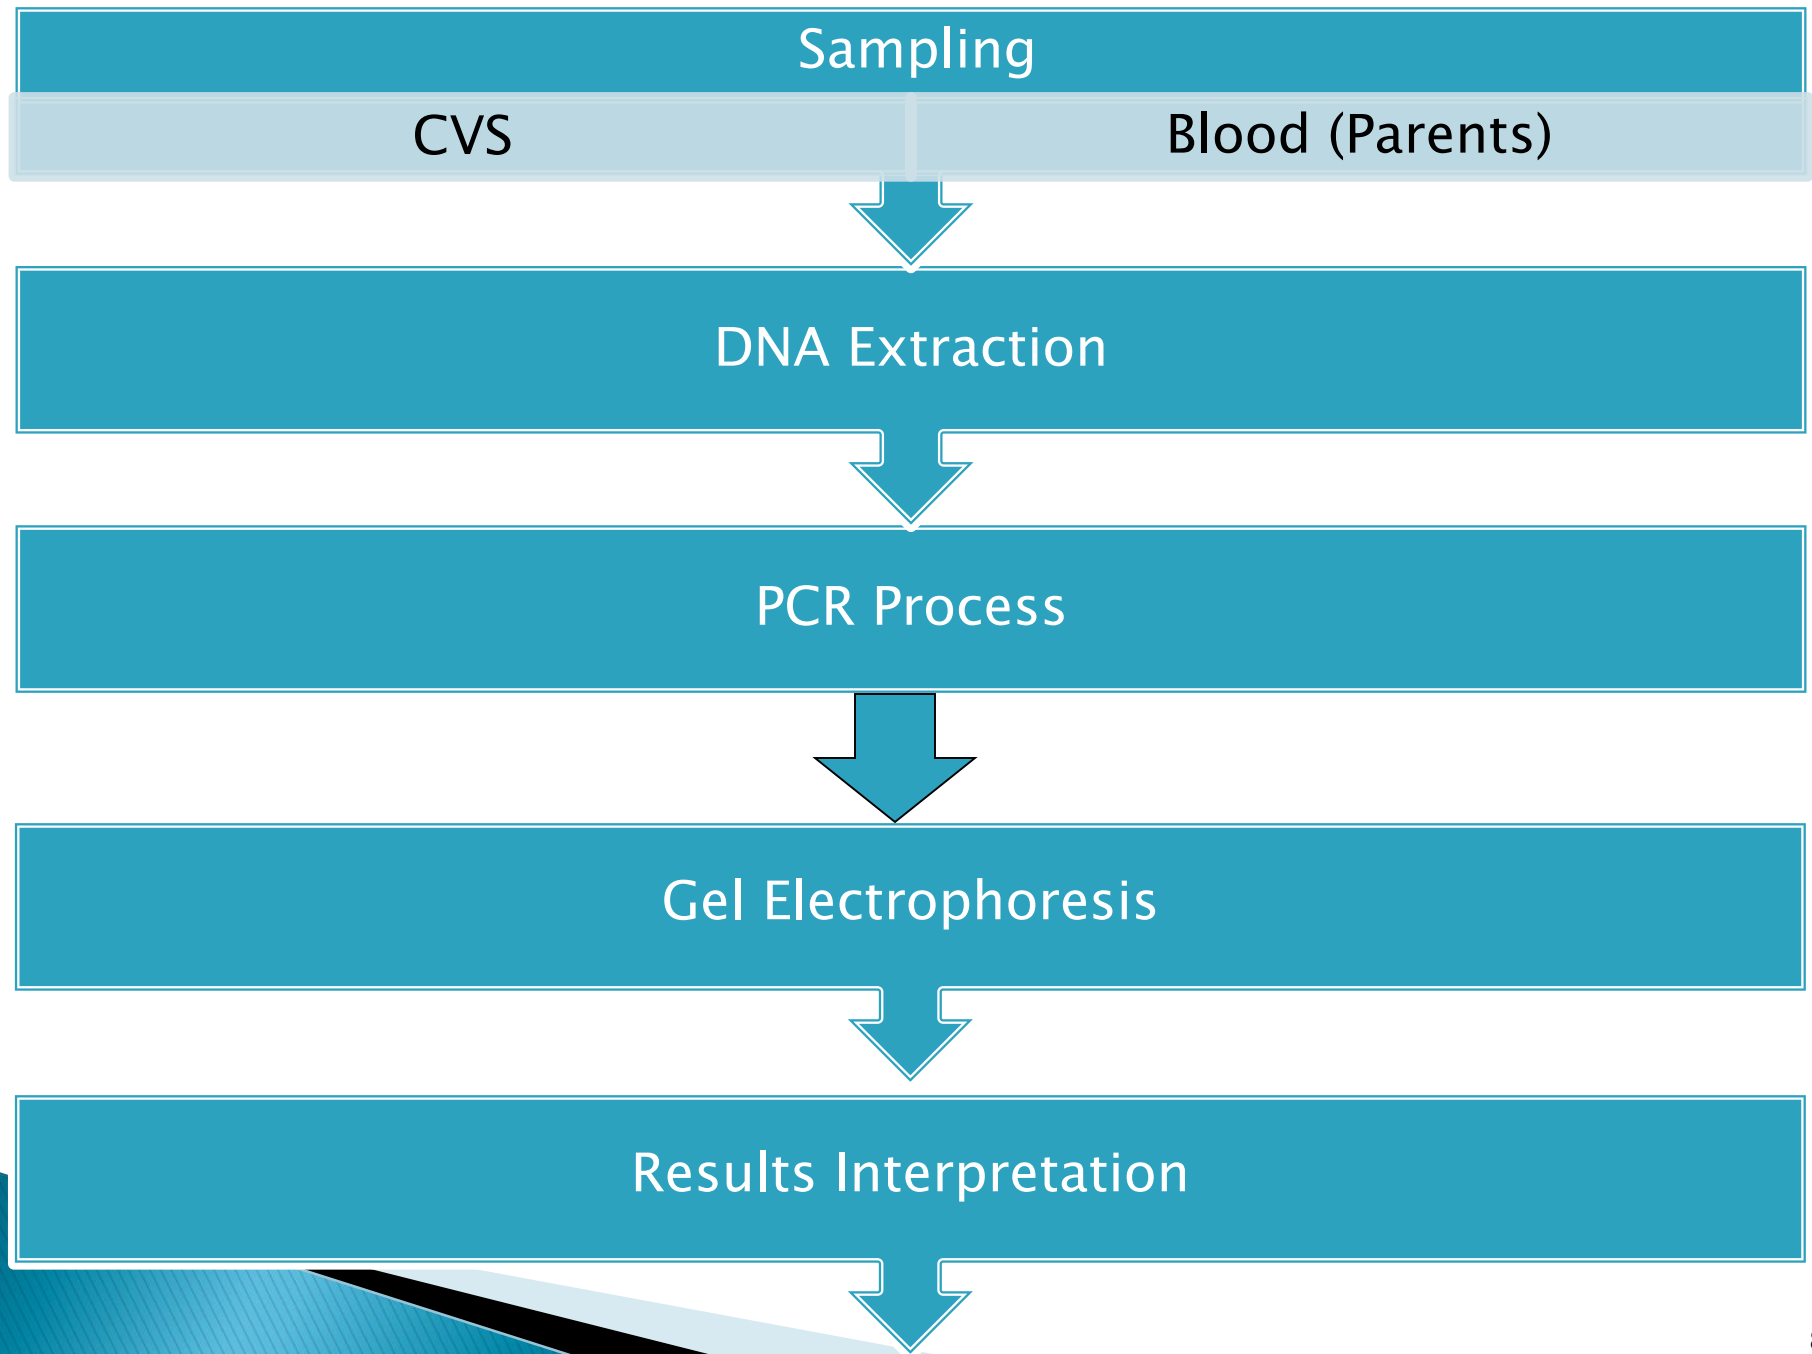 Sampling
CVS
Blood (Parents)
DNA Extraction
PCR Process
Gel Electrophoresis
Results Interpretation